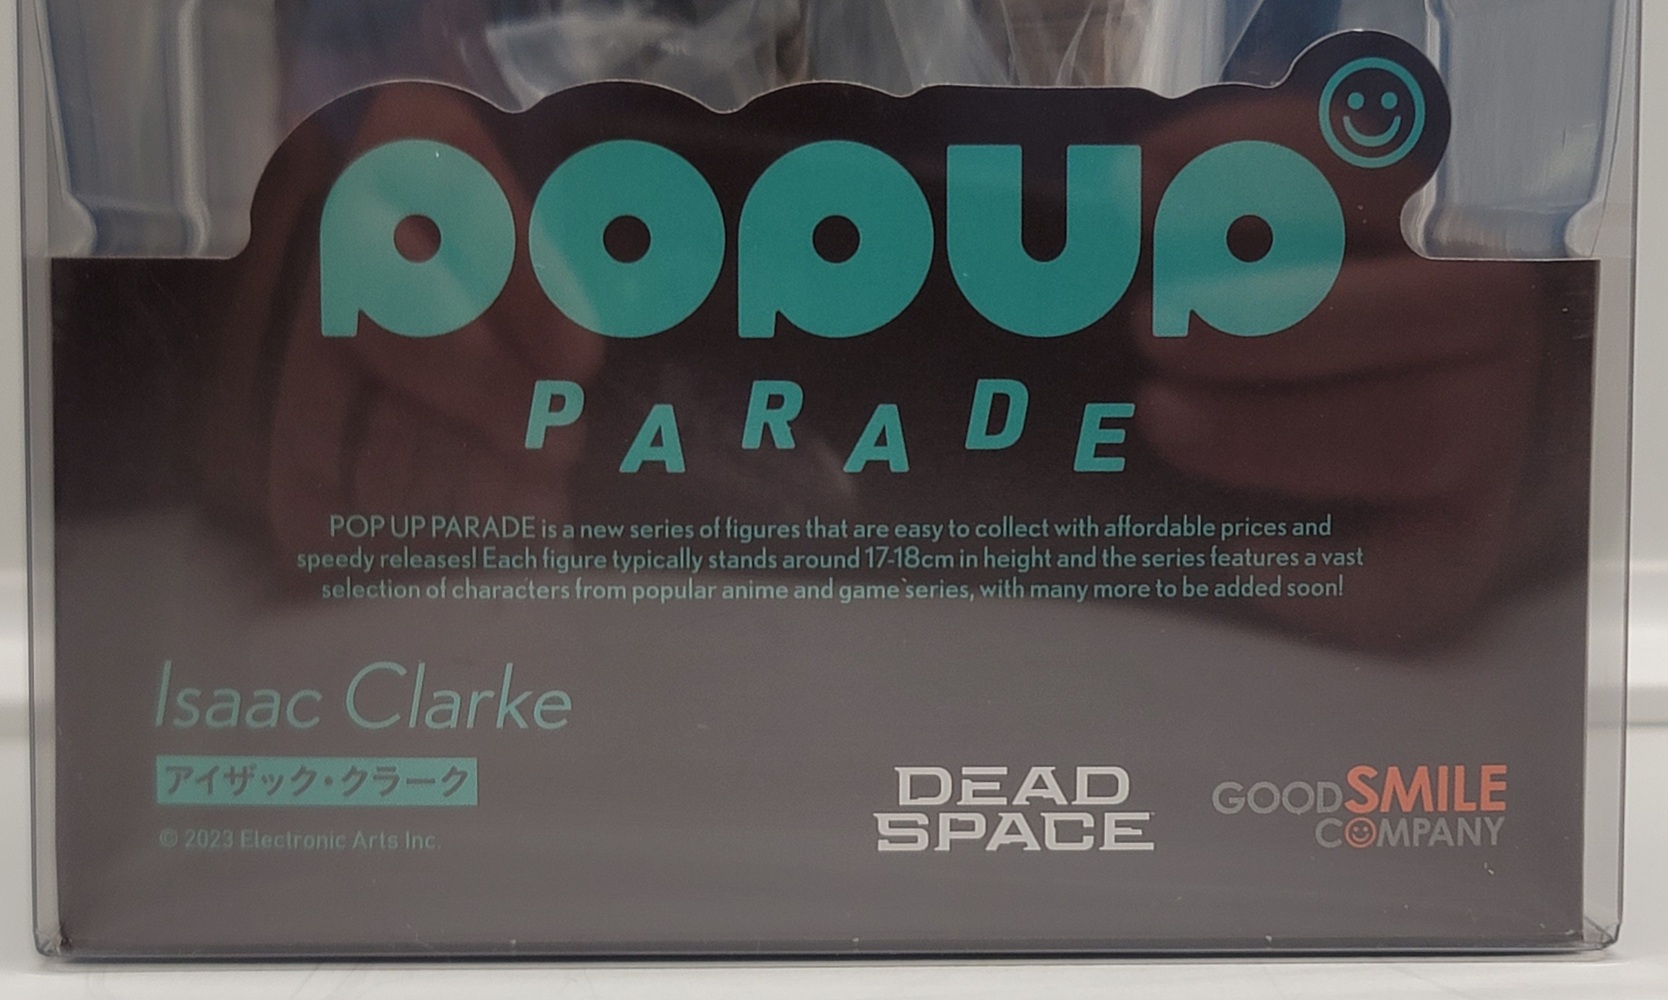 POPUP
PARADE
POP UP PARADE is a new series of figures that are easy to collect with affordable prices and
speedy releases! Each figure typically stands around 17-18cm in height and the series features a vast
selection of characters from popular anime and game series, with many more to be added soon!
Isaac Clarke
アイザック・クラーク
© 2023 Electronic Arts Inc.
DEAD
SPACE
GOODSMILE
COMPANY